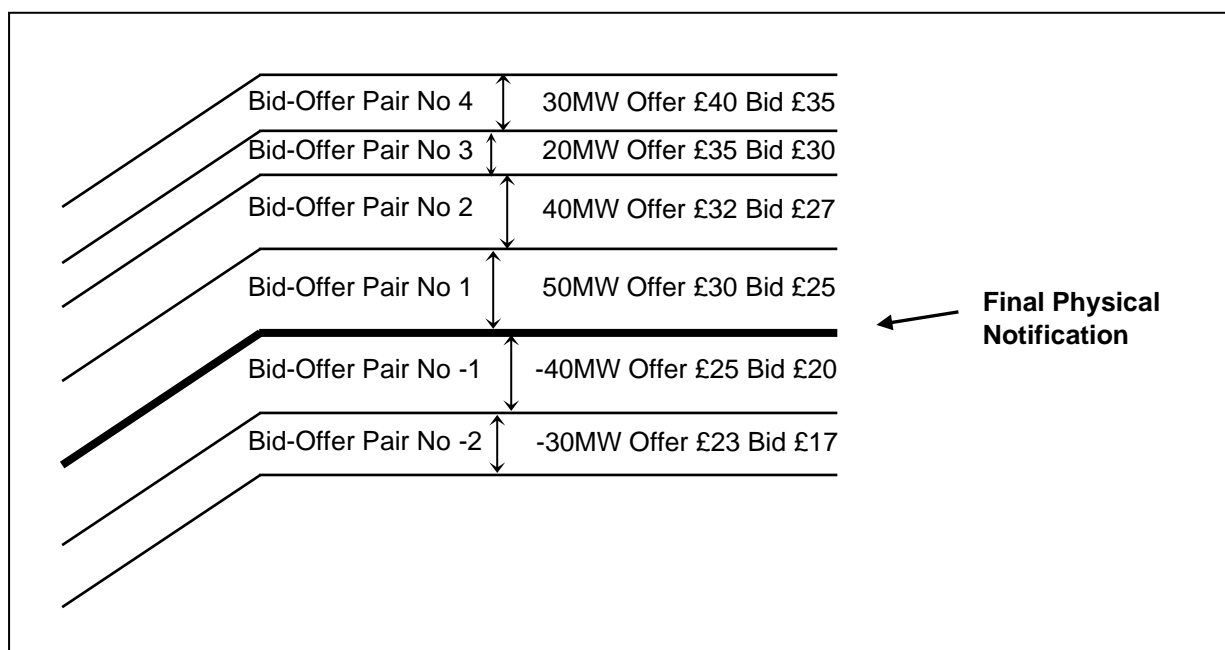 Bid-Offer Pair No 4 30MW Offer £40 Bid £35
Bid-Offer Pair No 3 20MW Offer £35 Bid £30
Bid-Offer Pair No 2 40MW Offer £32 Bid £27
Bid-Offer Pair No 1 50MW Offer £30 Bid £25
Final Physical
Notification
Bid-Offer Pair No -1 -40MW Offer £25 Bid £20
Bid-Offer Pair No -2 -30MW Offer £23 Bid £17